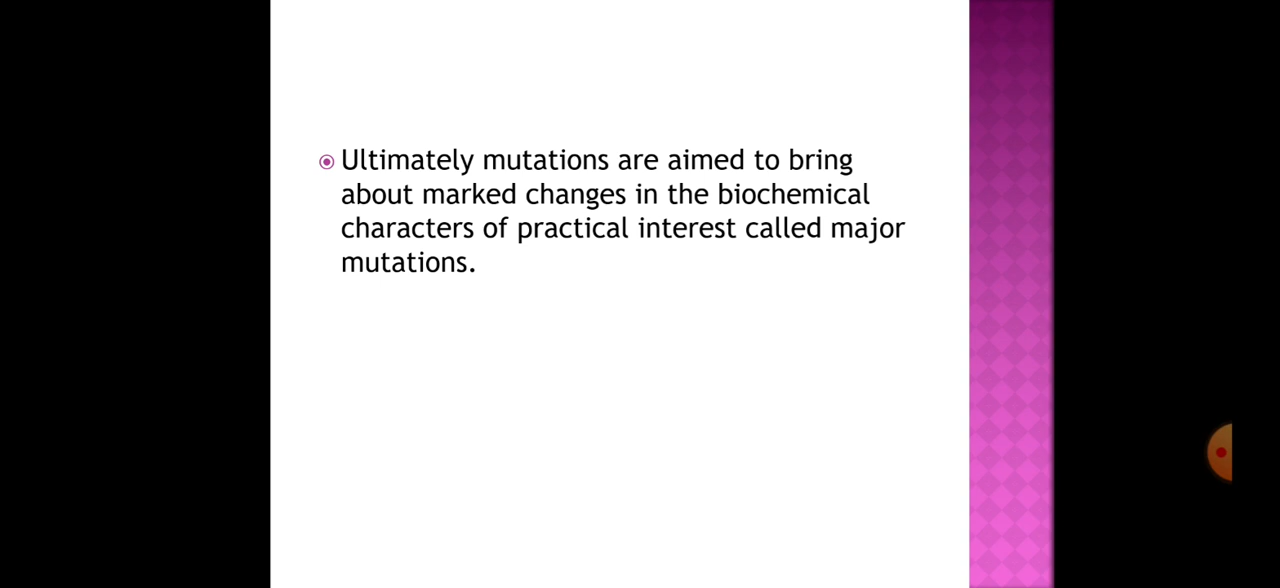 Ultimately mutations are aimed to bring
about marked changes in the biochemical
characters of practical interest called major
mutations.